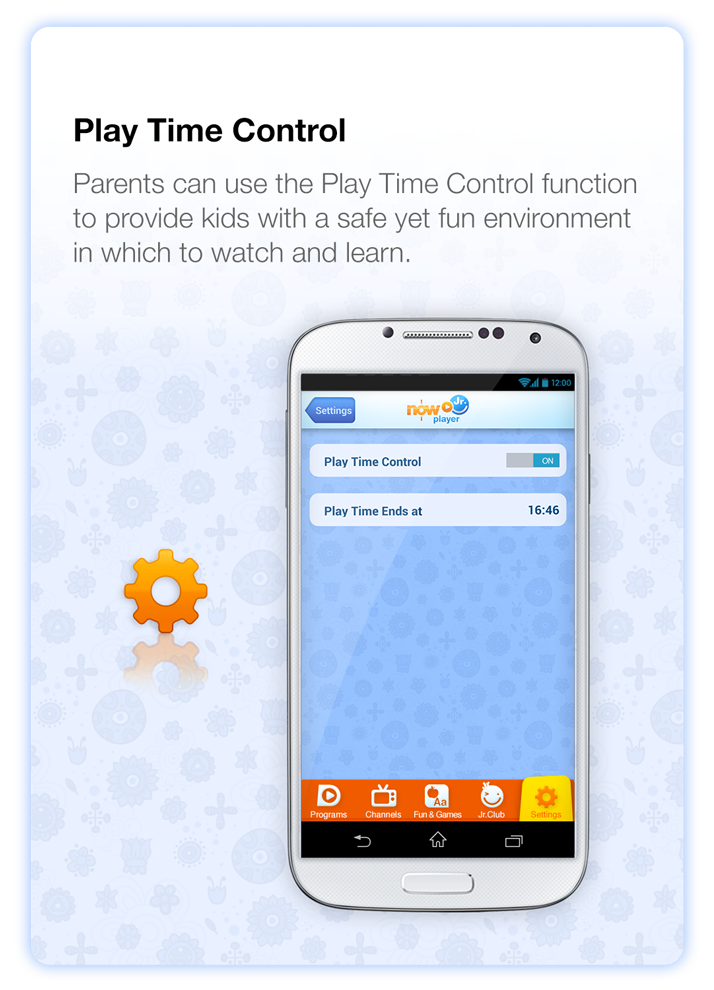 Play Time Control
Parents can use the Play Time Control function
to provide kids with a safe yet fun environment
in which to watch and learn.
12:00
Settings
now Jr.
player
Play Time Control
ON
Play Time Ends at
16:46
Aa
Programs
Channels
Fun & Games
Jr.Club
Settings